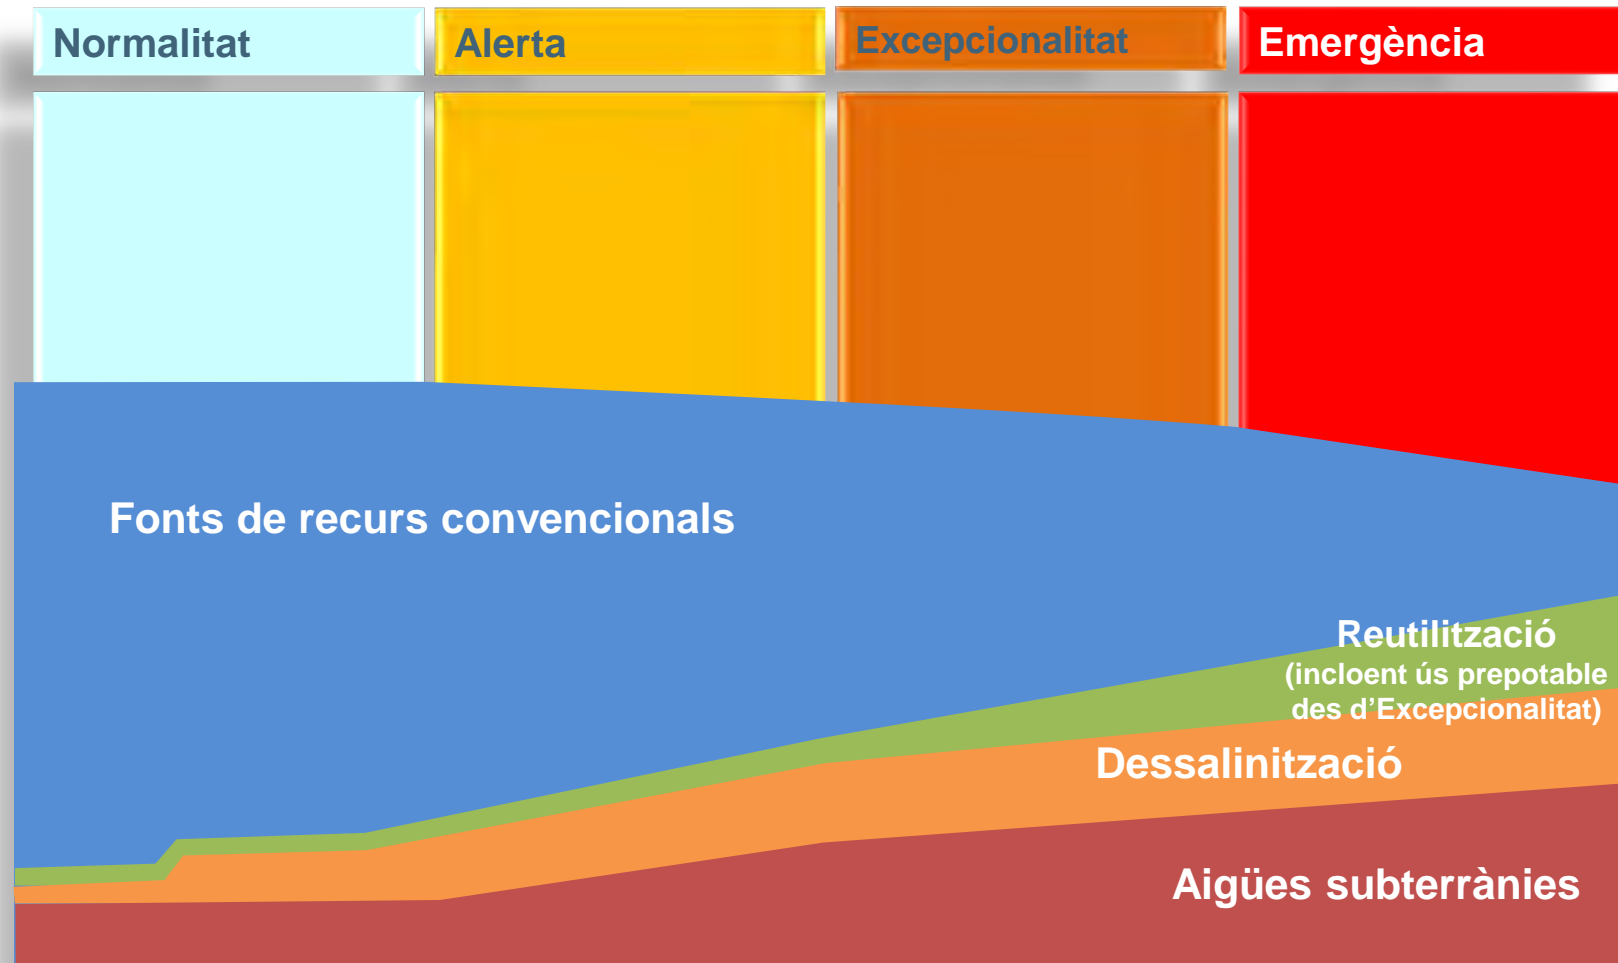 Normalitat
Alerta
Excepcionalitat
Emergència
Fonts de recurs convencionals
Reutilització
(incloent ús prepotable
des d’Excepcionalitat)
Dessalinització
Aigües subterrànies